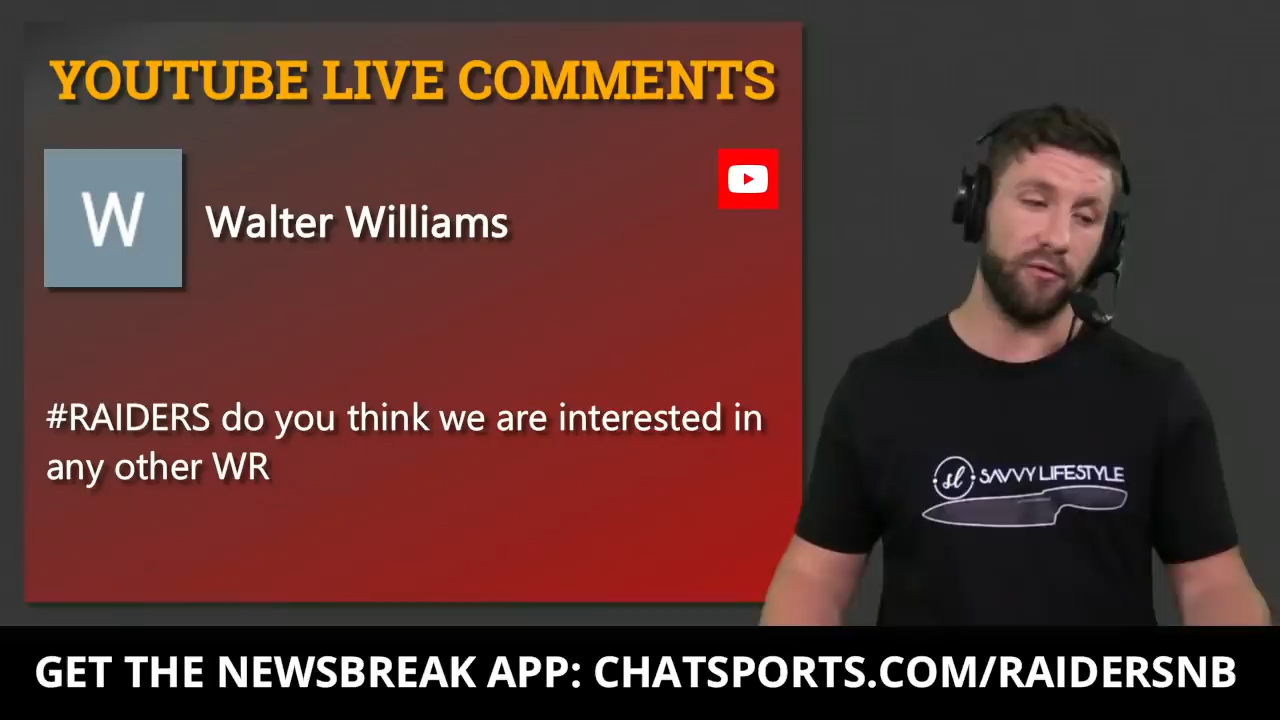 YOUTUBE LIVE COMMENTS
W
Walter Williams
#RAIDERS do you think we are interested in
any other WR
sl SAVVY LIFESTYLE
GET THE NEWSBREAK APP: CHATSPORTS.COM/RAIDERSNB